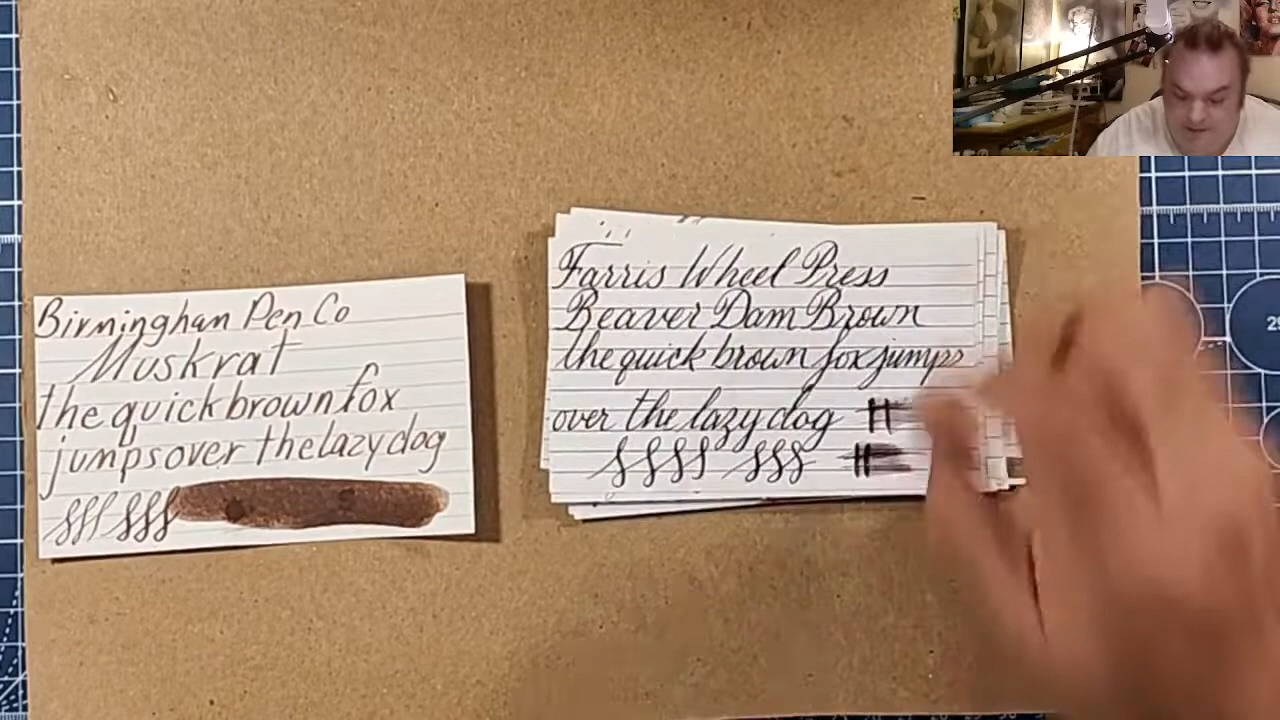 Birmingham Pen Co
Muskrat
the quick brown fox
jumps over the lazy dog
Farris Wheel Press
Beaver Dam Brown
the quick brown fox jumps
over the lazy dog